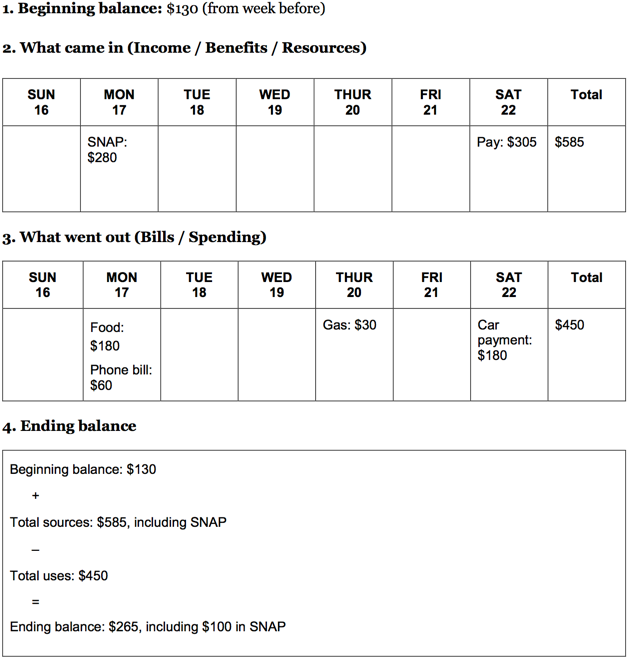 1. Beginning balance: $130 (from week before)
2. What came in (Income / Benefits / Resources)
SUN MON TUE WED THUR FRI SAT Total
16 17 18 19 20 21 22
SNAP: Pay: $305 $585
$280
3. What went out (Bills / Spending)
SUN MON TUE WED THUR FRI SAT Total
16 17 18 19 20 21 22
Food: Gas: $30 Car $450
$180 payment:
Phone bill: $180
$60
4. Ending balance
Beginning balance: $130
+
Total sources: $585, including SNAP
–
Total uses: $450
=
Ending balance: $265, including $100 in SNAP